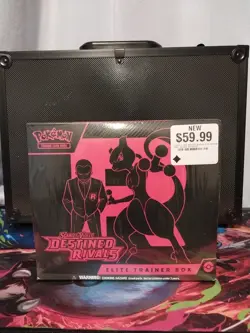 NEW
$59.99
POKÉMON
TRADING CARD GAME
DESTINED
RIVALS
ELITE TRAINER BOX
WARNING: